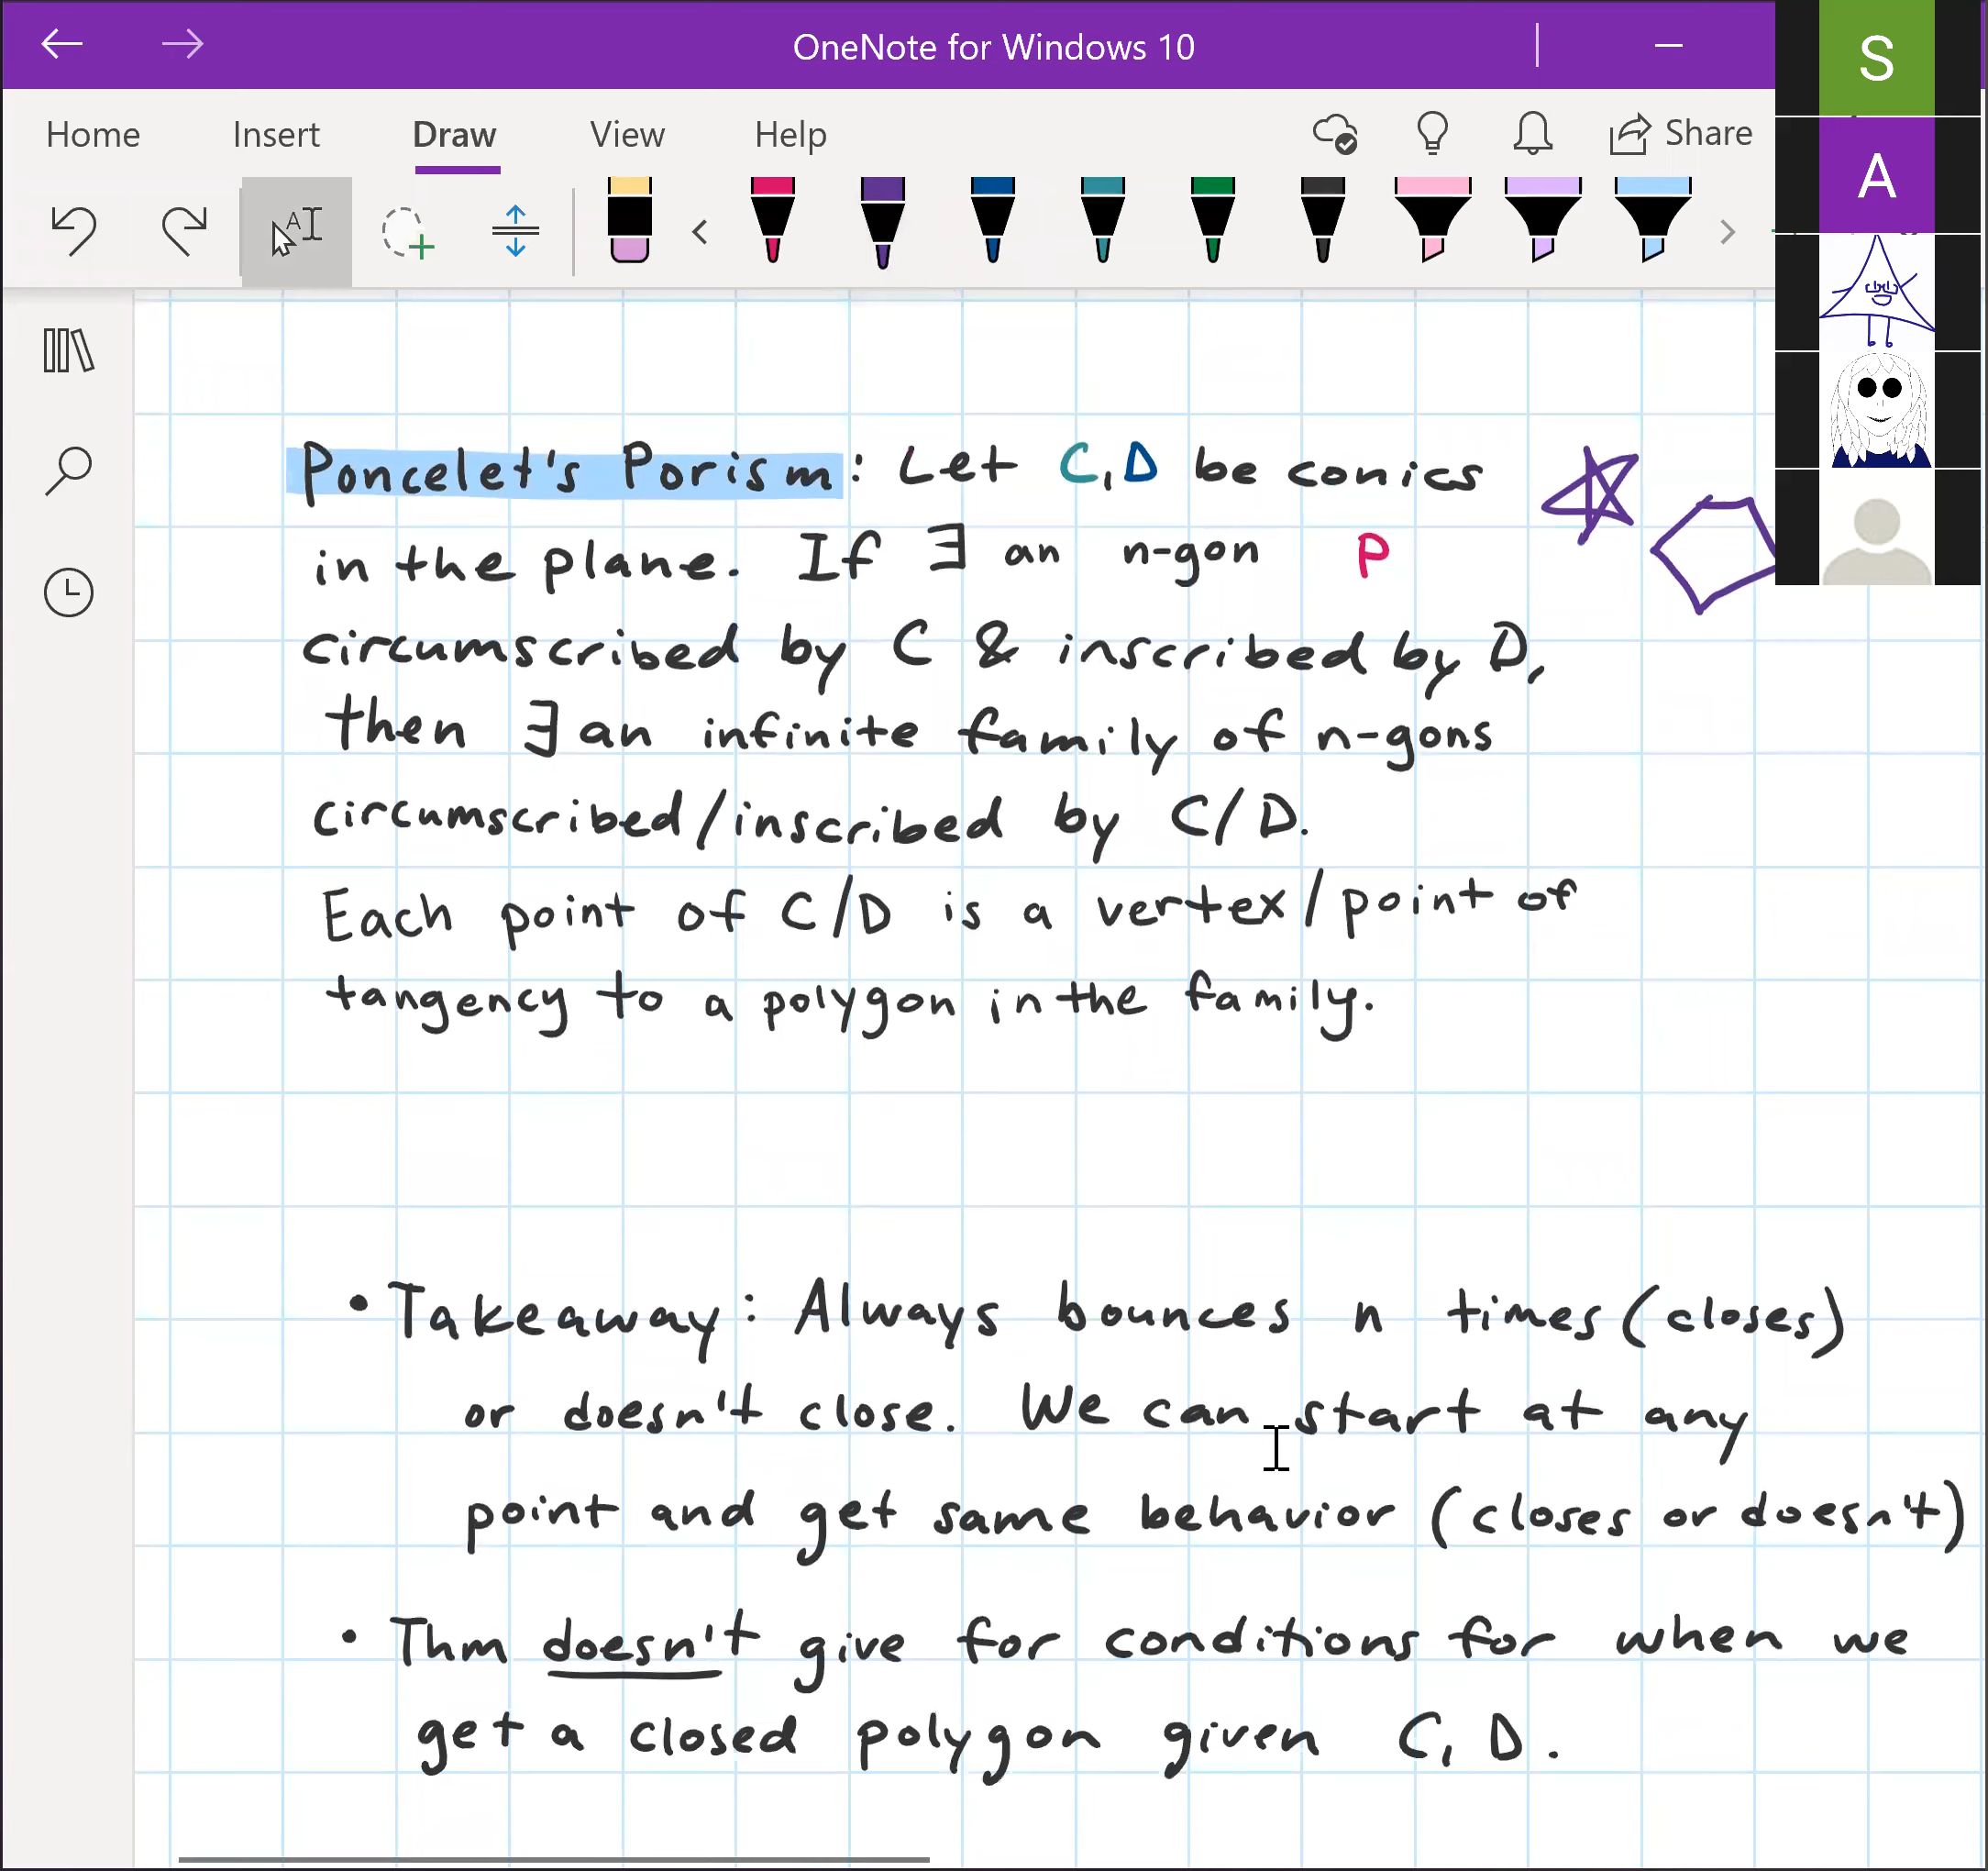 OneNote for Windows 10
Home Insert Draw View Help Share
S
A
Poncelet's Porism: Let C, D be conics
in the plane. If ∃ an n-gon P
circumscribed by C & inscribed by D,
then ∃ an infinite family of n-gons
circumscribed/inscribed by C/D.
Each point of C/D is a vertex/point of
tangency to a polygon in the family.
• Takeaway: Always bounces n times (closes)
or doesn't close. We can start at any
point and get same behavior (closes or doesn't)
• Thm doesn't give for conditions for when we
get a closed polygon given C, D.